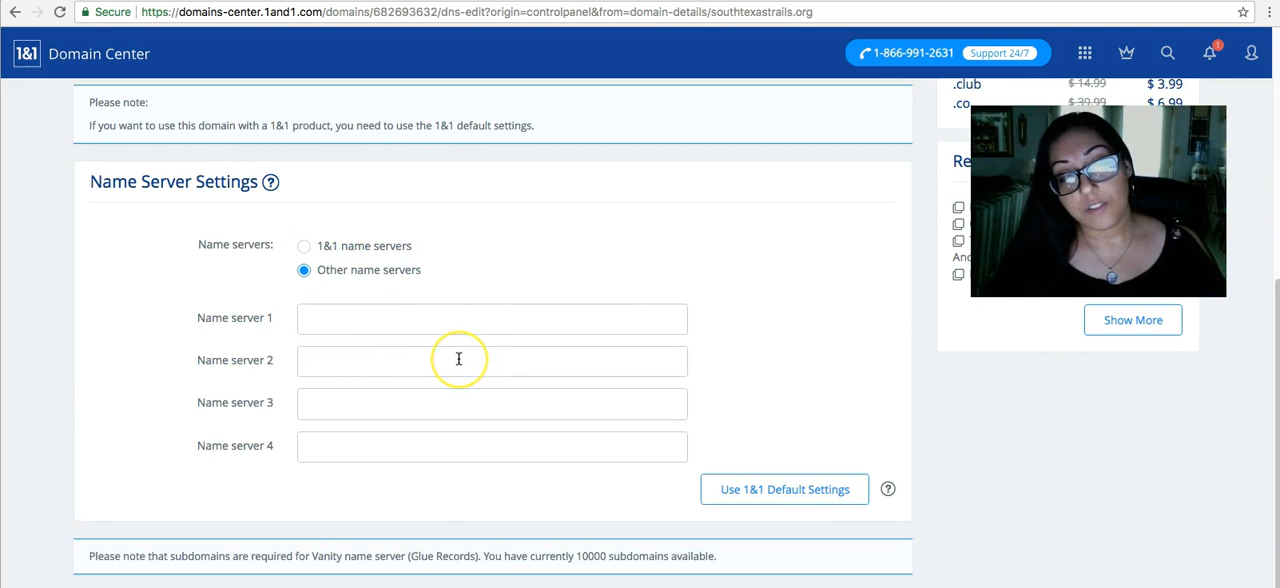 Secure https://domains-center.1and1.com/domains/682693632/dns-edit?origin=controlpanel&from=domain-details/southtexastrails.org
1&1 Domain Center 1-866-991-2631 Support 24/7 1
Please note:
If you want to use this domain with a 1&1 product, you need to use the 1&1 default settings.
.club $ 14.99 $ 3.99
.co $ 39.99 $ 6.99
Name Server Settings ?
Name servers: 1&1 name servers
Other name servers
Name server 1
Name server 2
Name server 3
Name server 4
Use 1&1 Default Settings ?
Show More
Please note that subdomains are required for Vanity name server (Glue Records). You have currently 10000 subdomains available.